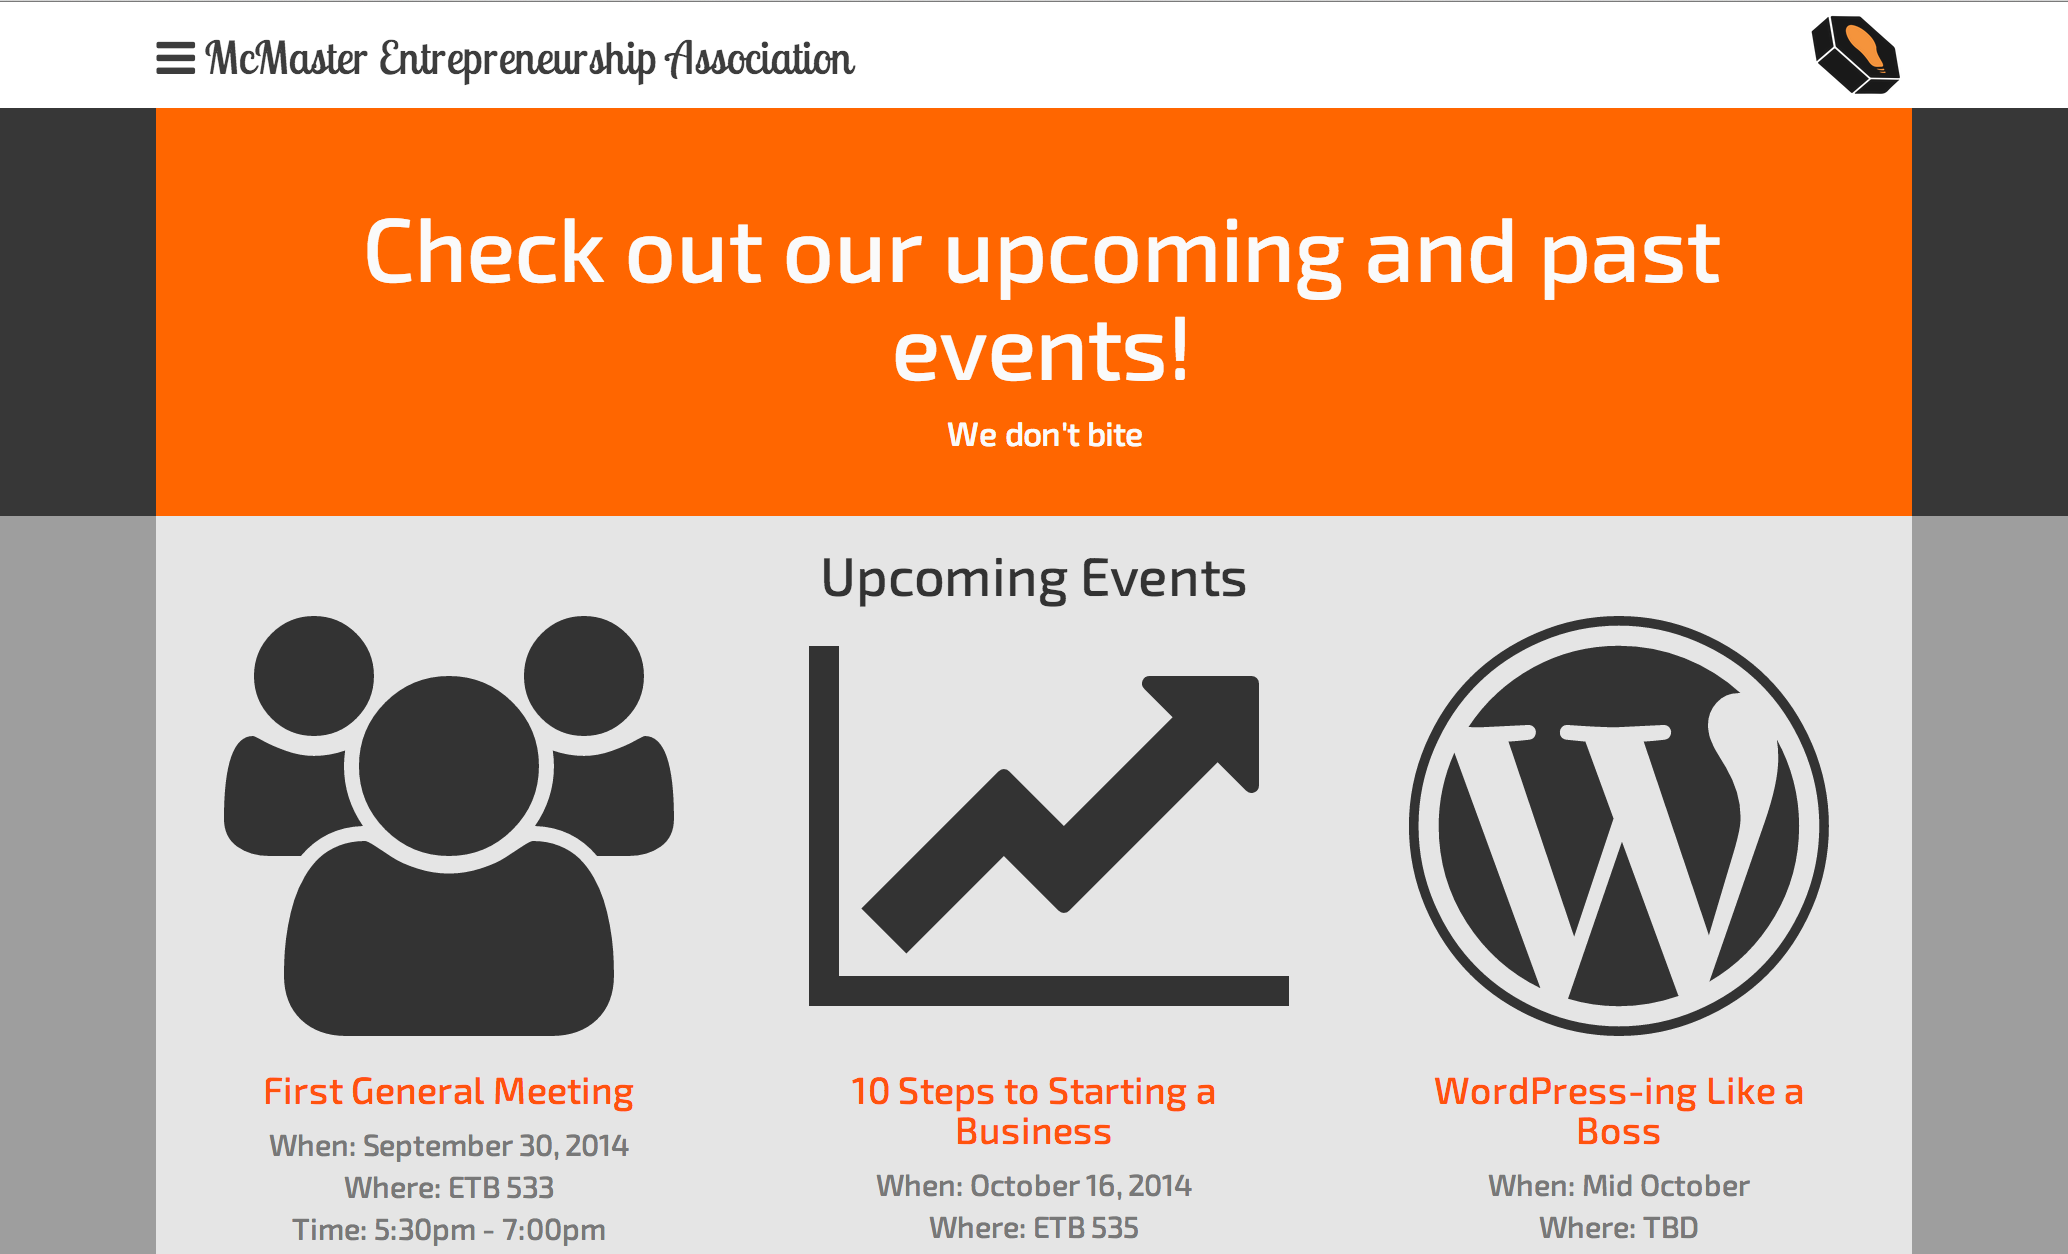 McMaster Entrepreneurship Association
Check out our upcoming and past
events!
We don't bite
Upcoming Events
First General Meeting
When: September 30, 2014
Where: ETB 533
Time: 5:30pm - 7:00pm
10 Steps to Starting a
Business
When: October 16, 2014
Where: ETB 535
WordPress-ing Like a
Boss
When: Mid October
Where: TBD